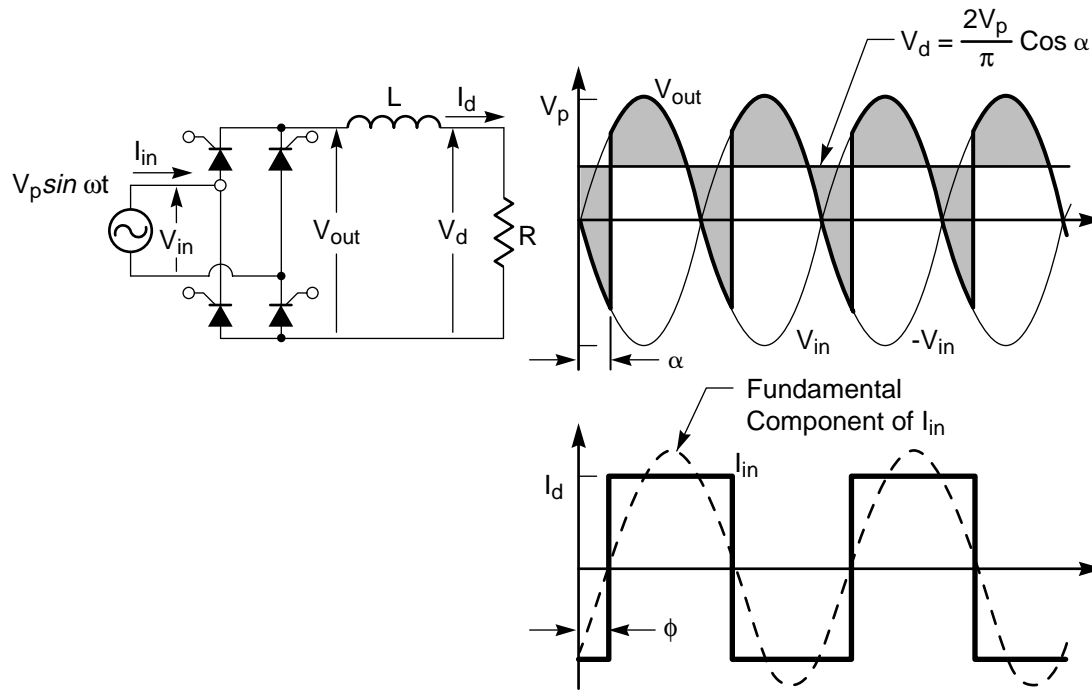 L
I_d
I_in
V_p sin ωt
V_in
V_out
V_d
R
V_d = 2V_p/π Cos α
V_p
V_out
V_in
-V_in
α
Fundamental
Component of I_in
I_d
I_in
ϕ